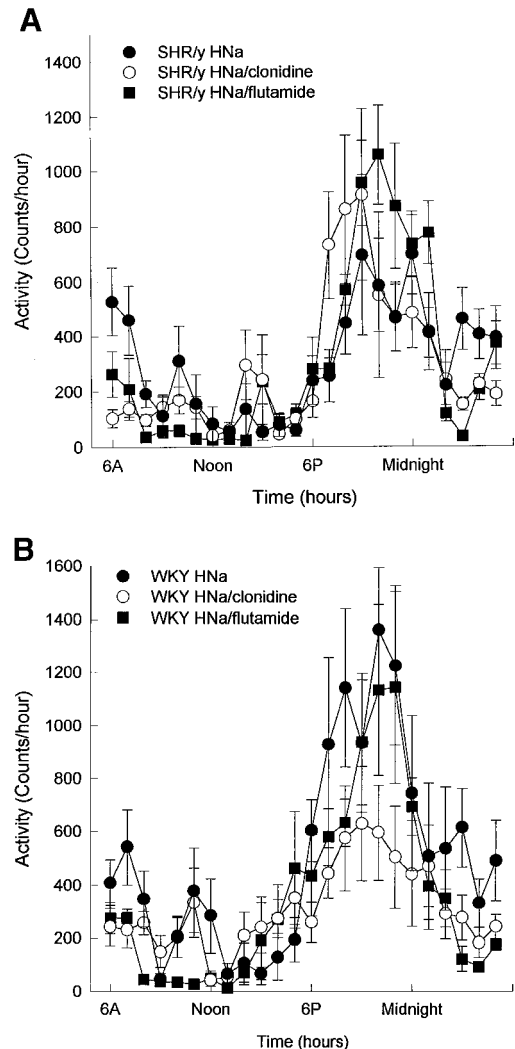 A
1400
1200
1000
800
600
400
200
0
Activity (Counts/hour)
SHR/y HNa
SHR/y HNa/clonidine
SHR/y HNa/flutamide
6A Noon 6P Midnight
Time (hours)
B
1600
1400
1200
1000
800
600
400
200
0
Activity (Counts/hour)
WKY HNa
WKY HNa/clonidine
WKY HNa/flutamide
6A Noon 6P Midnight
Time (hours)